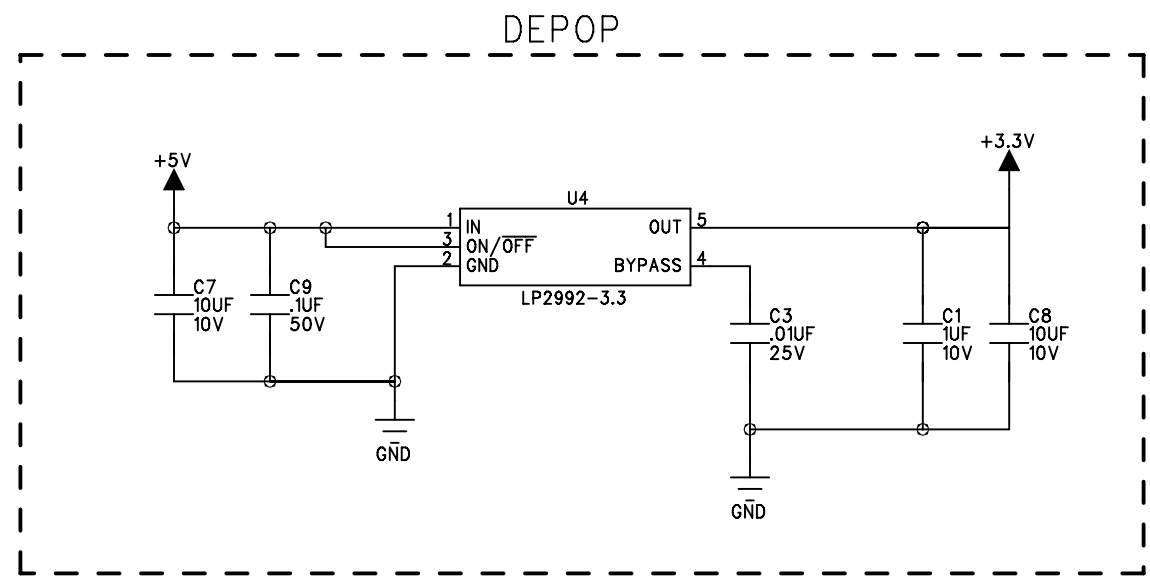 DEPOP
+5V
+3.3V
U4
1 IN
OUT 5
3 ON/OFF
2 GND
BYPASS 4
LP2992-3.3
C7
10UF
10V
C9
.1UF
50V
C3
.01UF
25V
C1
1UF
10V
C8
10UF
10V
GND
GND